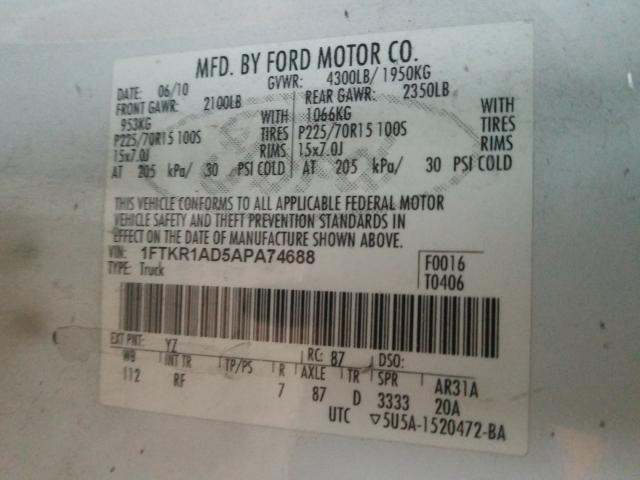 MFD. BY FORD MOTOR CO.
DATE: 06/10 GVWR: 4300LB/ 1950KG
FRONT GAWR: 2100LB REAR GAWR: 2350LB
953KG WITH 1066KG WITH
P225/70R15 100S TIRES P225/70R15 100S TIRES
15x7.0J RIMS 15x7.0J RIMS
AT 205 kPa/ 30 PSI COLD AT 205 kPa/ 30 PSI COLD
THIS VEHICLE CONFORMS TO ALL APPLICABLE FEDERAL MOTOR
VEHICLE SAFETY AND THEFT PREVENTION STANDARDS IN
EFFECT ON THE DATE OF MANUFACTURE SHOWN ABOVE.
VIN: 1FTKR1AD5APA74688 F0016
TYPE: Truck T0406
EXT PNT: YZ RC: 87 DSO:
WB INT TR TP/PS R AXLE TR SPR AR31A
112 RF 7 87 D 3333 20A
UTC ▽5U5A-1520472-BA